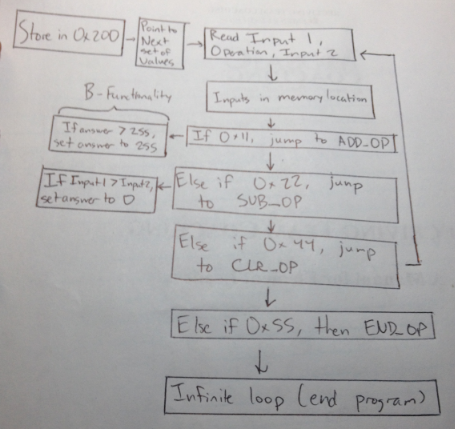 Store in 0x200
Point to
Next
set of
Values
Read Input 1,
Operation, Input 2
Inputs in memory location
B-Functionality
If answer > 255,
set answer to 255
If 0x11, jump to ADD_OP
If Input1 > Input2,
set answer to 0
Else if 0x22, jump
to SUB_OP
Else if 0x44, jump
to CLR_OP
Else if 0x55, then END_OP
Infinite loop (end program)